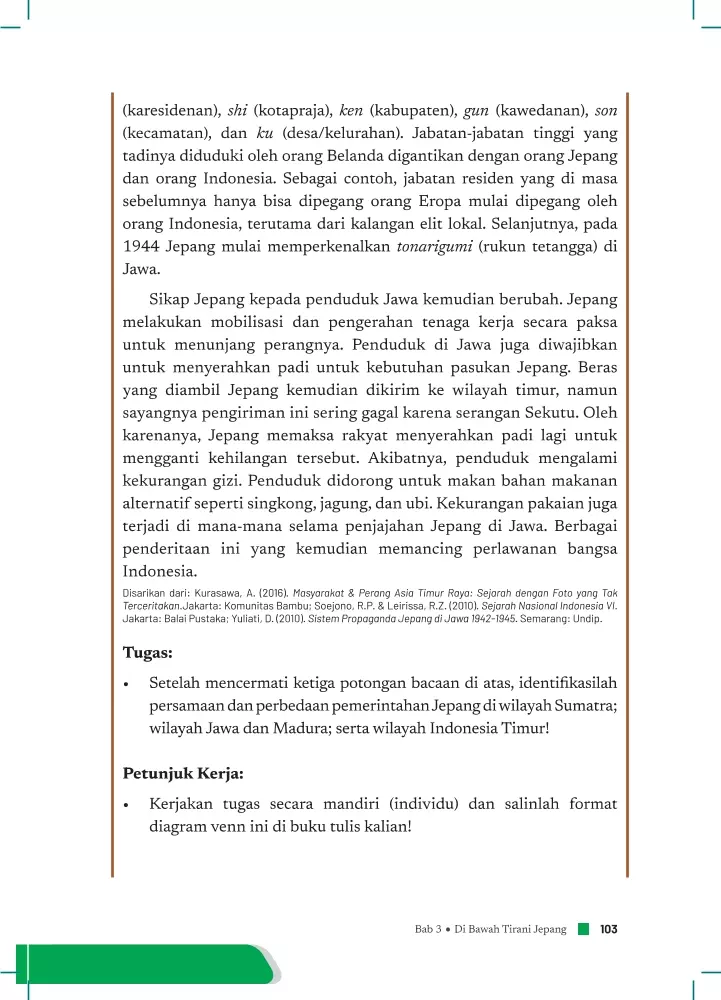 (karesidenan), shi (kotapraja), ken (kabupaten), gun (kawedanan), son
(kecamatan), dan ku (desa/kelurahan). Jabatan-jabatan tinggi yang
tadinya diduduki oleh orang Belanda digantikan dengan orang Jepang
dan orang Indonesia. Sebagai contoh, jabatan residen yang di masa
sebelumnya hanya bisa dipegang orang Eropa mulai dipegang oleh
orang Indonesia, terutama dari kalangan elit lokal. Selanjutnya, pada
1944 Jepang mulai memperkenalkan tonarigumi (rukun tetangga) di
Jawa.
Sikap Jepang kepada penduduk Jawa kemudian berubah. Jepang
melakukan mobilisasi dan pengerahan tenaga kerja secara paksa
untuk menunjang perangnya. Penduduk di Jawa juga diwajibkan
untuk menyerahkan padi untuk kebutuhan pasukan Jepang. Beras
yang diambil Jepang kemudian dikirim ke wilayah timur, namun
sayangnya pengiriman ini sering gagal karena serangan Sekutu. Oleh
karenanya, Jepang memaksa rakyat menyerahkan padi lagi untuk
mengganti kehilangan tersebut. Akibatnya, penduduk mengalami
kekurangan gizi. Penduduk didorong untuk makan bahan makanan
alternatif seperti singkong, jagung, dan ubi. Kekurangan pakaian juga
terjadi di mana-mana selama penjajahan Jepang di Jawa. Berbagai
penderitaan ini yang kemudian memancing perlawanan bangsa
Indonesia.
Disarikan dari: Kurasawa, A. (2016). Masyarakat & Perang Asia Timur Raya: Sejarah dengan Foto yang Tak
Terceritakan.Jakarta: Komunitas Bambu; Soejono, R.P. & Leirissa, R.Z. (2010). Sejarah Nasional Indonesia VI.
Jakarta: Balai Pustaka; Yuliati, D. (2010). Sistem Propaganda Jepang di Jawa 1942-1945. Semarang: Undip.
Tugas:
• Setelah mencermati ketiga potongan bacaan di atas, identifikasilah
persamaan dan perbedaan pemerintahan Jepang di wilayah Sumatra;
wilayah Jawa dan Madura; serta wilayah Indonesia Timur!
Petunjuk Kerja:
• Kerjakan tugas secara mandiri (individu) dan salinlah format
diagram venn ini di buku tulis kalian!
Bab 3 • Di Bawah Tirani Jepang 103